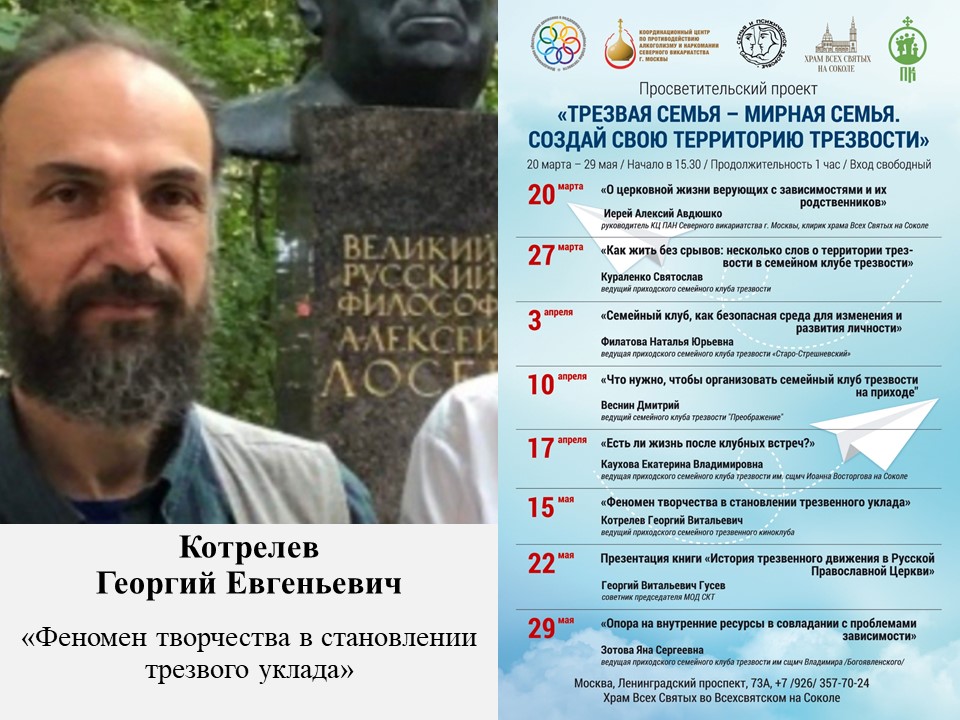 ВЕЛИКИЙ
РУССКИЙ
ФИЛОСОФ
АЛЕКСЕЙ
ЛОСЕ
Котрелев
Георгий Евгеньевич
«Феномен творчества в становлении
трезвого уклада»
КООРДИНАЦИОННЫЙ ЦЕНТР
ПО ПРОТИВОДЕЙСТВИЮ
АЛКОГОЛИЗМУ И НАРКОМАНИИ
СЕВЕРНОГО ВИКАРИАТСТВА
Г. МОСКВЫ
ХРАМ ВСЕХ СВЯТЫХ
НА СОКОЛЕ
ПК
Просветительский проект
«ТРЕЗВАЯ СЕМЬЯ – МИРНАЯ СЕМЬЯ.
СОЗДАЙ СВОЮ ТЕРРИТОРИЮ ТРЕЗВОСТИ»
20 марта – 29 мая / Начало в 15.30 / Продолжительность 1 час / Вход свободный
20 марта
«О церковной жизни верующих с зависимостями и их
родственников»
Иерей Алексий Авдюшко
руководитель КЦ ПАН Северного викариатства г. Москвы, клирик храма Всех Святых на Соколе
27 марта
«Как жить без срывов: несколько слов о территории трез-
вости в семейном клубе трезвости»
Кураленко Святослав
ведущий приходского семейного клуба трезвости
3 апреля
«Семейный клуб, как безопасная среда для изменения и
развития личности»
Филатова Наталья Юрьевна
ведущая приходского семейного клуба трезвости «Старо-Стрешневский»
10 апреля
«Что нужно, чтобы организовать семейный клуб трезвости
на приходе"
Веснин Дмитрий
ведущий семейного клуба трезвости "Преображение"
17 апреля
«Есть ли жизнь после клубных встреч?»
Каухова Екатерина Владимировна
ведущая приходского семейного клуба трезвости им. сщмч Иоанна Восторгова на Соколе
15 мая
«Феномен творчества в становлении трезвенного уклада»
Котрелев Георгий Витальевич
ведущий приходского семейного трезвенного киноклуба
22 мая
Презентация книги «История трезвенного движения в Русской
Православной Церкви»
Георгий Витальевич Гусев
советник председателя МОД СКТ
29 мая
«Опора на внутренние ресурсы в совладании с проблемами
зависимости»
Зотова Яна Сергеевна
ведущая приходского семейного клуба трезвости им сщмч Владимира /Богоявленского/
Москва, Ленинградский проспект, 73А, +7 /926/ 357-70-24
Храм Всех Святых во Всехсвятском на Соколе